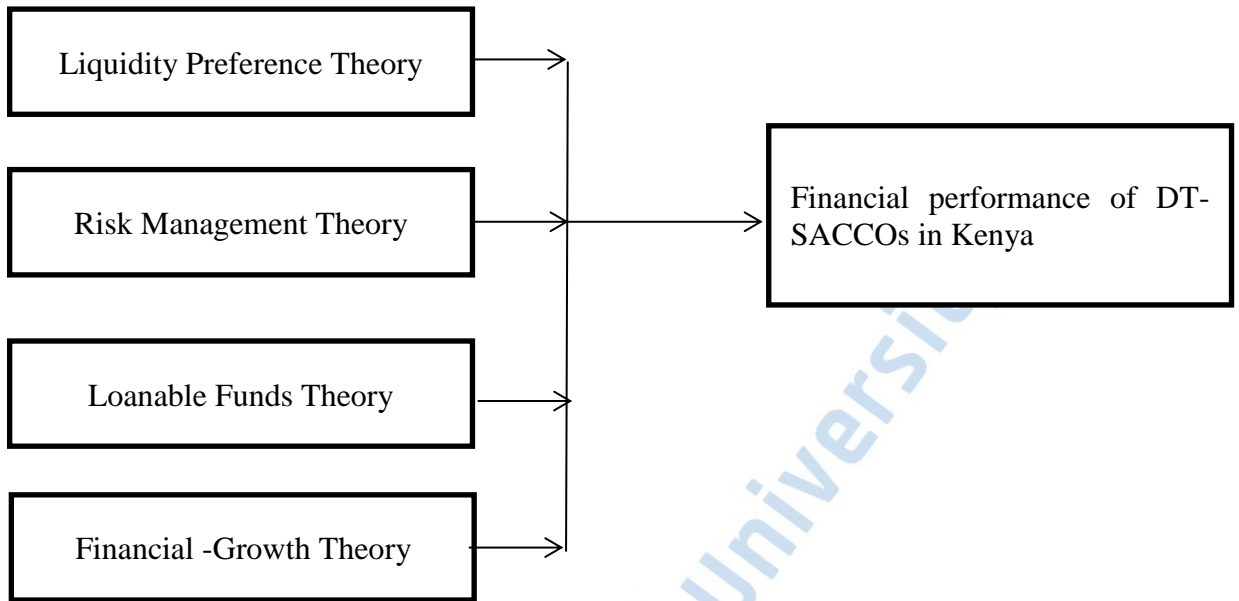 Liquidity Preference Theory
Risk Management Theory
Loanable Funds Theory
Financial -Growth Theory
Financial performance of DT-
SACCOs in Kenya